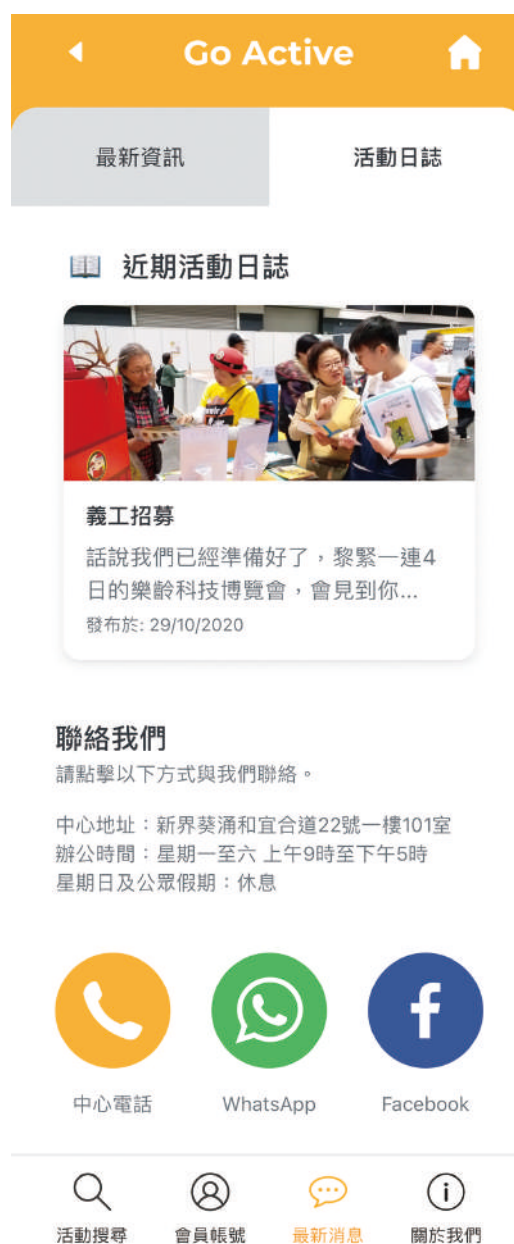 Go Active
最新資訊
活動日誌
近期活動日誌
義工招募
話說我們已經準備好了，黎緊一連4
日的樂齡科技博覽會，會見到你...
發布於: 29/10/2020
聯絡我們
請點擊以下方式與我們聯絡。
中心地址：新界葵涌和宜合道22號一樓101室
辦公時間：星期一至六 上午9時至下午5時
星期日及公眾假期：休息
中心電話
WhatsApp
Facebook
活動搜尋
會員帳號
最新消息
關於我們